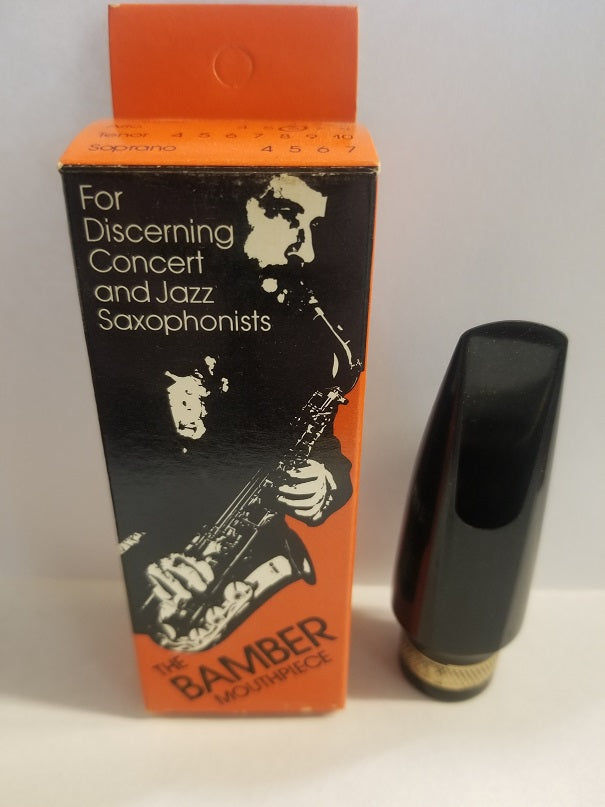 Tenor 4 5 6 7 8 9 10
Soprano 4 5 6 7
For
Discerning
Concert
and Jazz
Saxophonists
THE
BAMBER
MOUTHPIECE